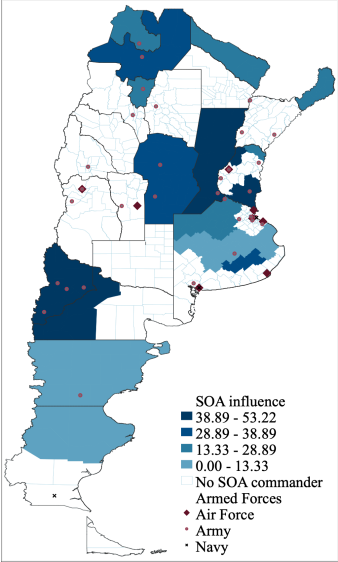 SOA influence
38.89 - 53.22
28.89 - 38.89
13.33 - 28.89
0.00 - 13.33
No SOA commander
Armed Forces
Air Force
Army
Navy